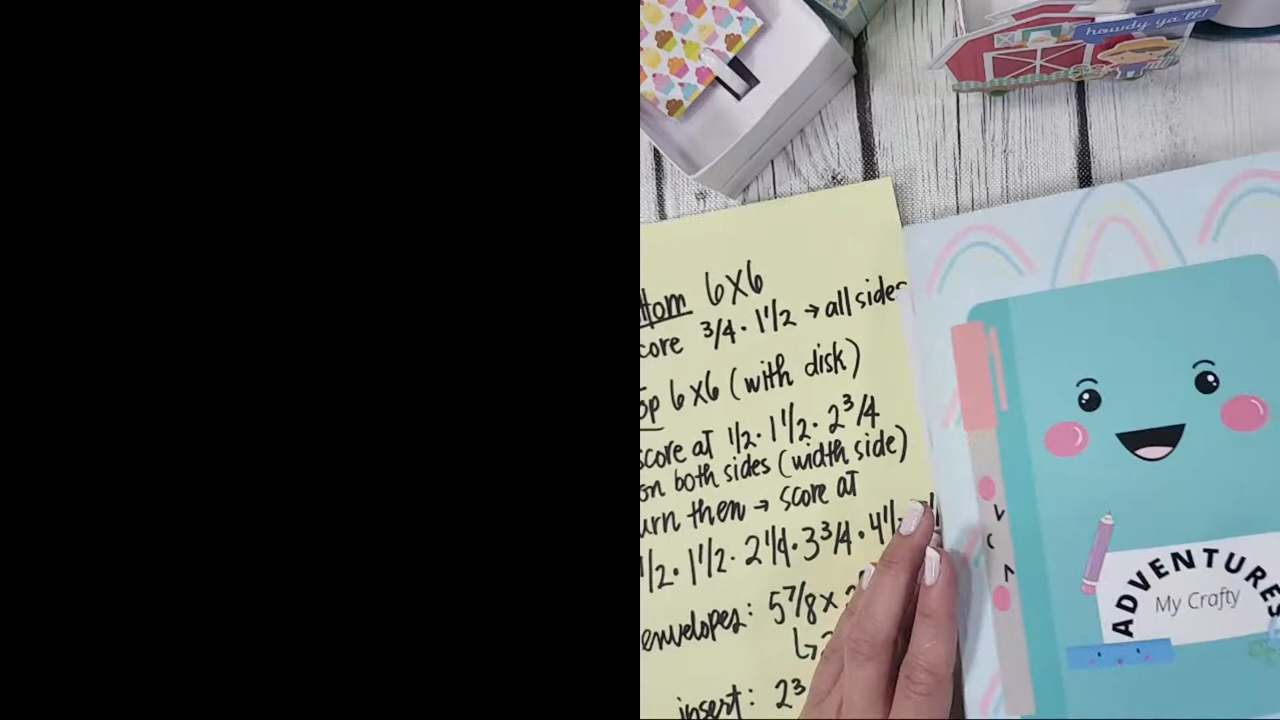 howdy ya'll!
ttom 6X6
core 3/4 · 1 1/2 → all sides
op 6X6 (with disk)
score at 1/2 · 1 1/2 · 2 3/4
on both sides (width side)
urn then → score at
1/2 · 1 1/2 · 2 1/4 · 3 3/4 · 4 1/2
envelopes: 5 7/8 x
insert: 2 3
ADVENTURES
My Crafty